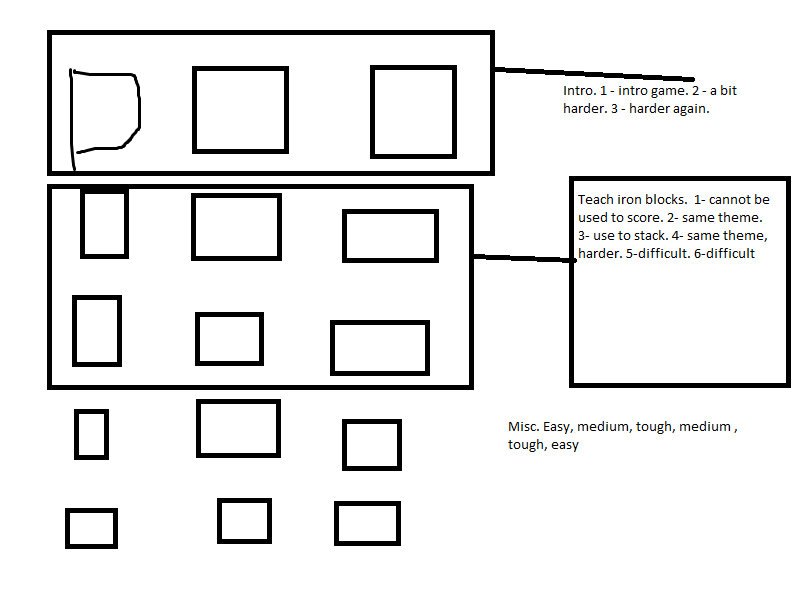 Intro. 1 - intro game. 2 - a bit
harder. 3 - harder again.
Teach iron blocks.  1- cannot be
used to score. 2- same theme.
3- use to stack. 4- same theme,
harder. 5-difficult. 6-difficult
Misc. Easy, medium, tough, medium ,
tough, easy